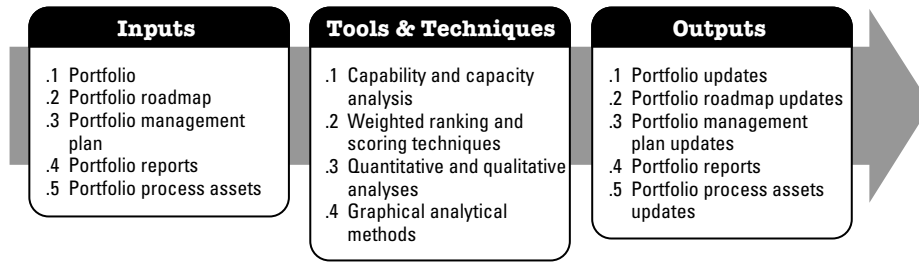 Inputs
.1 Portfolio
.2 Portfolio roadmap
.3 Portfolio management
plan
.4 Portfolio reports
.5 Portfolio process assets
Tools & Techniques
.1 Capability and capacity
analysis
.2 Weighted ranking and
scoring techniques
.3 Quantitative and qualitative
analyses
.4 Graphical analytical
methods
Outputs
.1 Portfolio updates
.2 Portfolio roadmap updates
.3 Portfolio management
plan updates
.4 Portfolio reports
.5 Portfolio process assets
updates